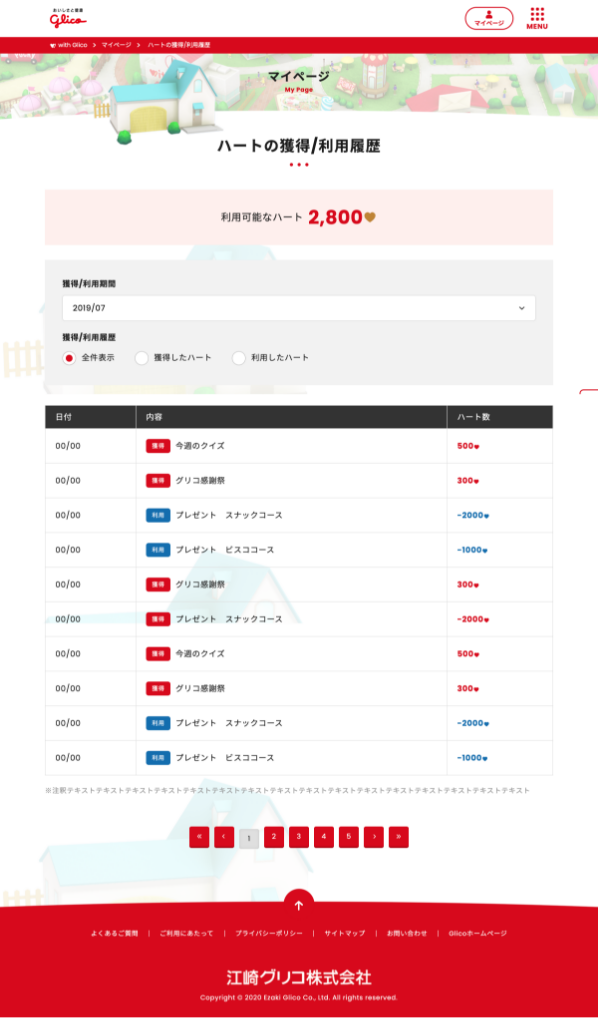 おいしさと健康
Glico
マイページ
MENU
with Glico > マイページ > ハートの獲得/利用履歴
マイページ
My Page
ハートの獲得/利用履歴
利用可能なハート 2,800
獲得/利用期間
2019/07
獲得/利用履歴
全件表示 獲得したハート 利用したハート
日付 内容 ハート数
00/00 獲得 今週のクイズ 500
00/00 獲得 グリコ感謝祭 300
00/00 利用 プレゼント　スナックコース -2000
00/00 利用 プレゼント　ビスココース -1000
00/00 獲得 グリコ感謝祭 300
00/00 獲得 プレゼント　スナックコース -2000
00/00 獲得 今週のクイズ 500
00/00 獲得 グリコ感謝祭 300
00/00 利用 プレゼント　スナックコース -2000
00/00 利用 プレゼント　ビスココース -1000
※注釈テキストテキストテキストテキストテキストテキストテキストテキストテキストテキストテキストテキストテキストテキストテキストテキスト
« ‹ 1 2 3 4 5 › »
よくあるご質問 | ご利用にあたって | プライバシーポリシー | サイトマップ | お問い合わせ | Glicoホームページ
江崎グリコ株式会社
Copyright © 2020 Ezaki Glico Co., Ltd. All rights reserved.